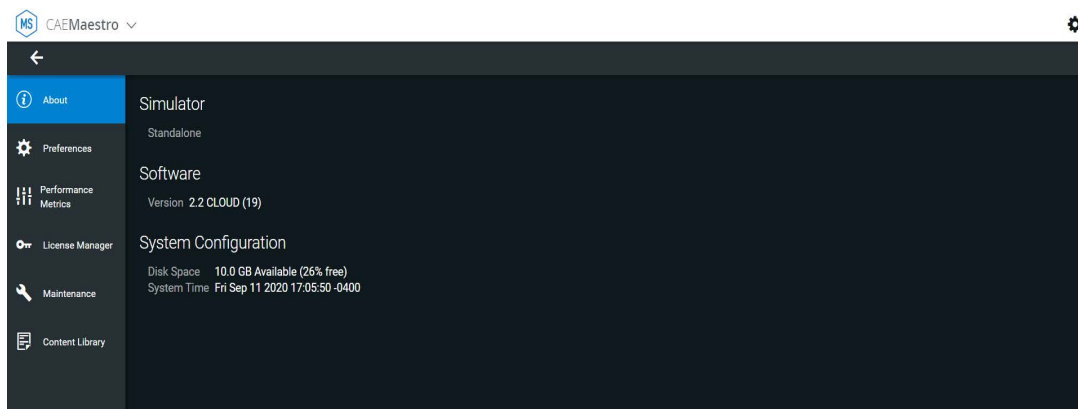 MS CAEMaestro
About
Simulator
Standalone
Preferences
Software
Performance
Metrics
Version 2.2 CLOUD (19)
License Manager
System Configuration
Disk Space 10.0 GB Available (26% free)
System Time Fri Sep 11 2020 17:05:50 -0400
Maintenance
Content Library